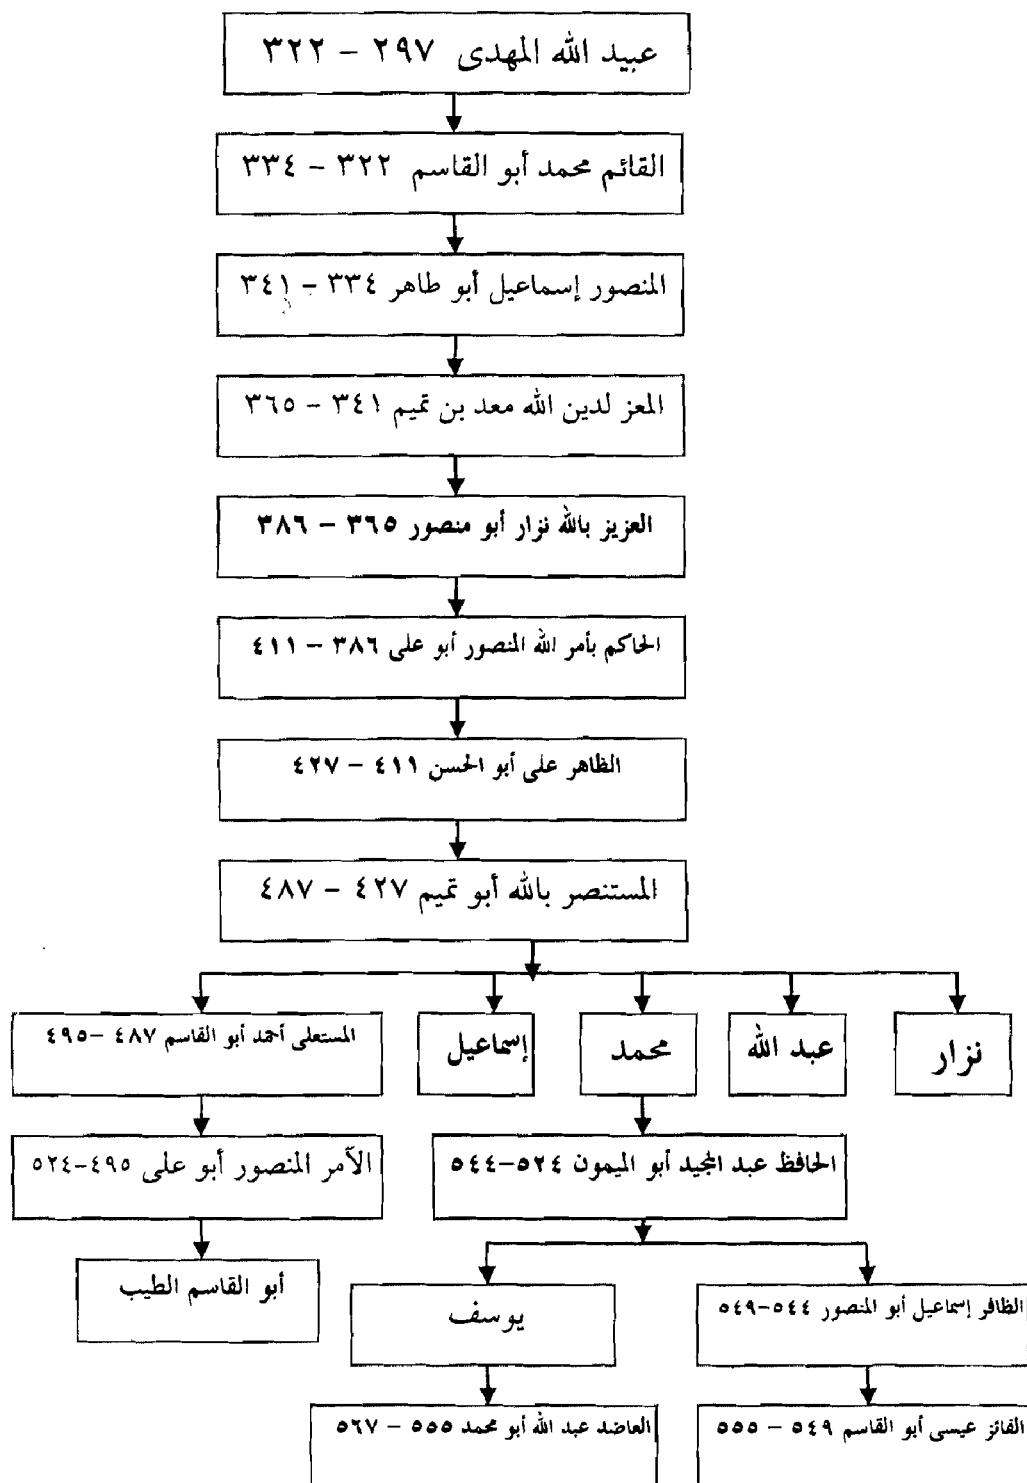 عبيد الله المهدى ٢٩٧ – ٣٢٢
القائم محمد أبو القاسم ٣٢٢ – ٣٣٤
المنصور إسماعيل أبو طاهر ٣٣٤ – ٣٤١
المعز لدين الله معد بن تميم ٣٤١ – ٣٦٥
العزيز بالله نزار أبو منصور ٣٦٥ – ٣٨٦
الحاكم بأمر الله المنصور أبو على ٣٨٦ – ٤١١
الظاهر على أبو الحسن ٤١١ – ٤٢٧
المستنصر بالله أبو تميم ٤٢٧ – ٤٨٧
نزار
عبد الله
محمد
إسماعيل
المستعلى أحمد أبو القاسم ٤٨٧ –٤٩٥
الحافظ عبد المجيد أبو الميمون ٥٢٤–٥٤٤
الآمر المنصور أبو على ٤٩٥–٥٢٤
الظافر إسماعيل أبو المنصور ٥٤٤–٥٤٩
يوسف
أبو القاسم الطيب
الفائز عيسى أبو القاسم ٥٤٩ – ٥٥٥
العاضد عبد الله أبو محمد ٥٥٥ – ٥٦٧